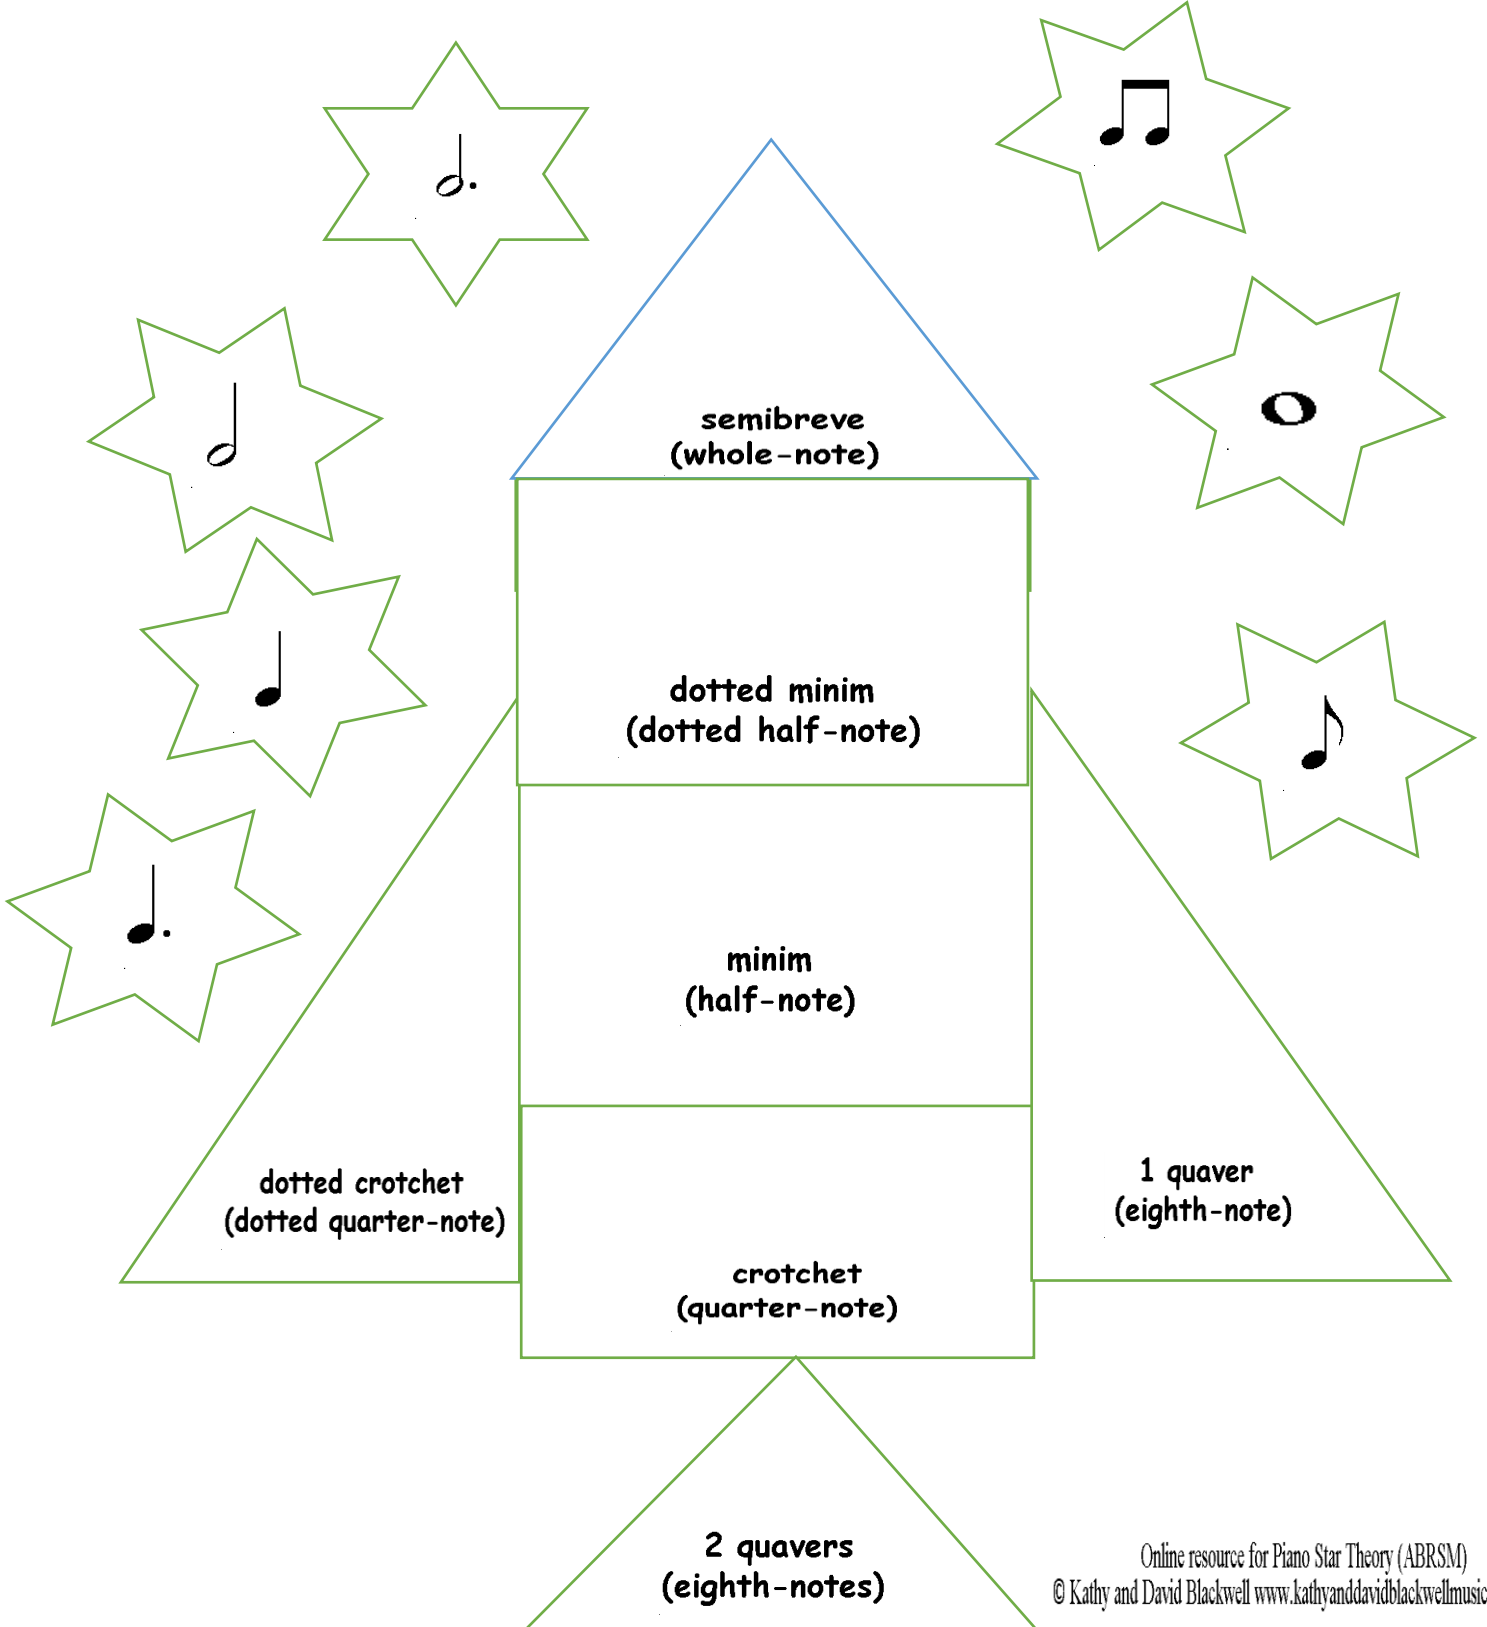 semibreve
(whole-note)
dotted minim
(dotted half-note)
minim
(half-note)
dotted crotchet
(dotted quarter-note)
1 quaver
(eighth-note)
crotchet
(quarter-note)
2 quavers
(eighth-notes)
Online resource for Piano Star Theory (ABRSM)
© Kathy and David Blackwell www.kathyanddavidblackwellmusic